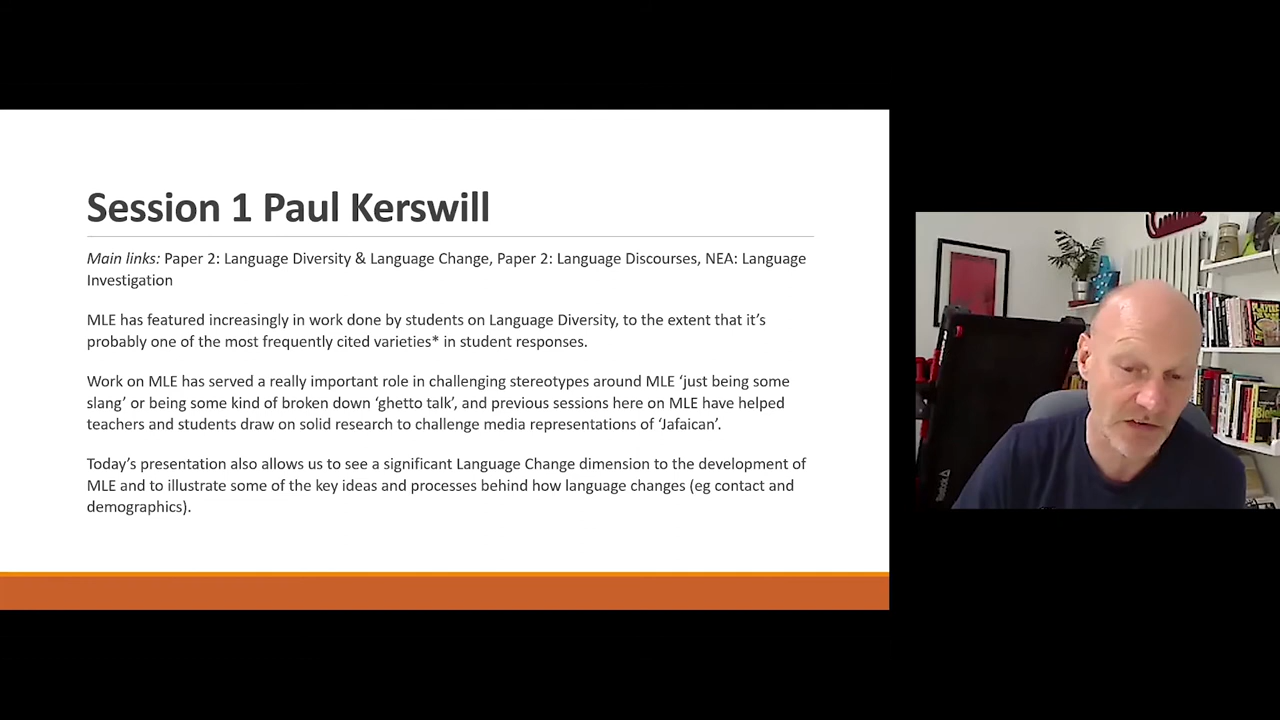 Session 1 Paul Kerswill
Main links: Paper 2: Language Diversity & Language Change, Paper 2: Language Discourses, NEA: Language
Investigation
MLE has featured increasingly in work done by students on Language Diversity, to the extent that it’s
probably one of the most frequently cited varieties* in student responses.
Work on MLE has served a really important role in challenging stereotypes around MLE ‘just being some
slang’ or being some kind of broken down ‘ghetto talk’, and previous sessions here on MLE have helped
teachers and students draw on solid research to challenge media representations of ‘Jafaican’.
Today’s presentation also allows us to see a significant Language Change dimension to the development of
MLE and to illustrate some of the key ideas and processes behind how language changes (eg contact and
demographics).
Reebok